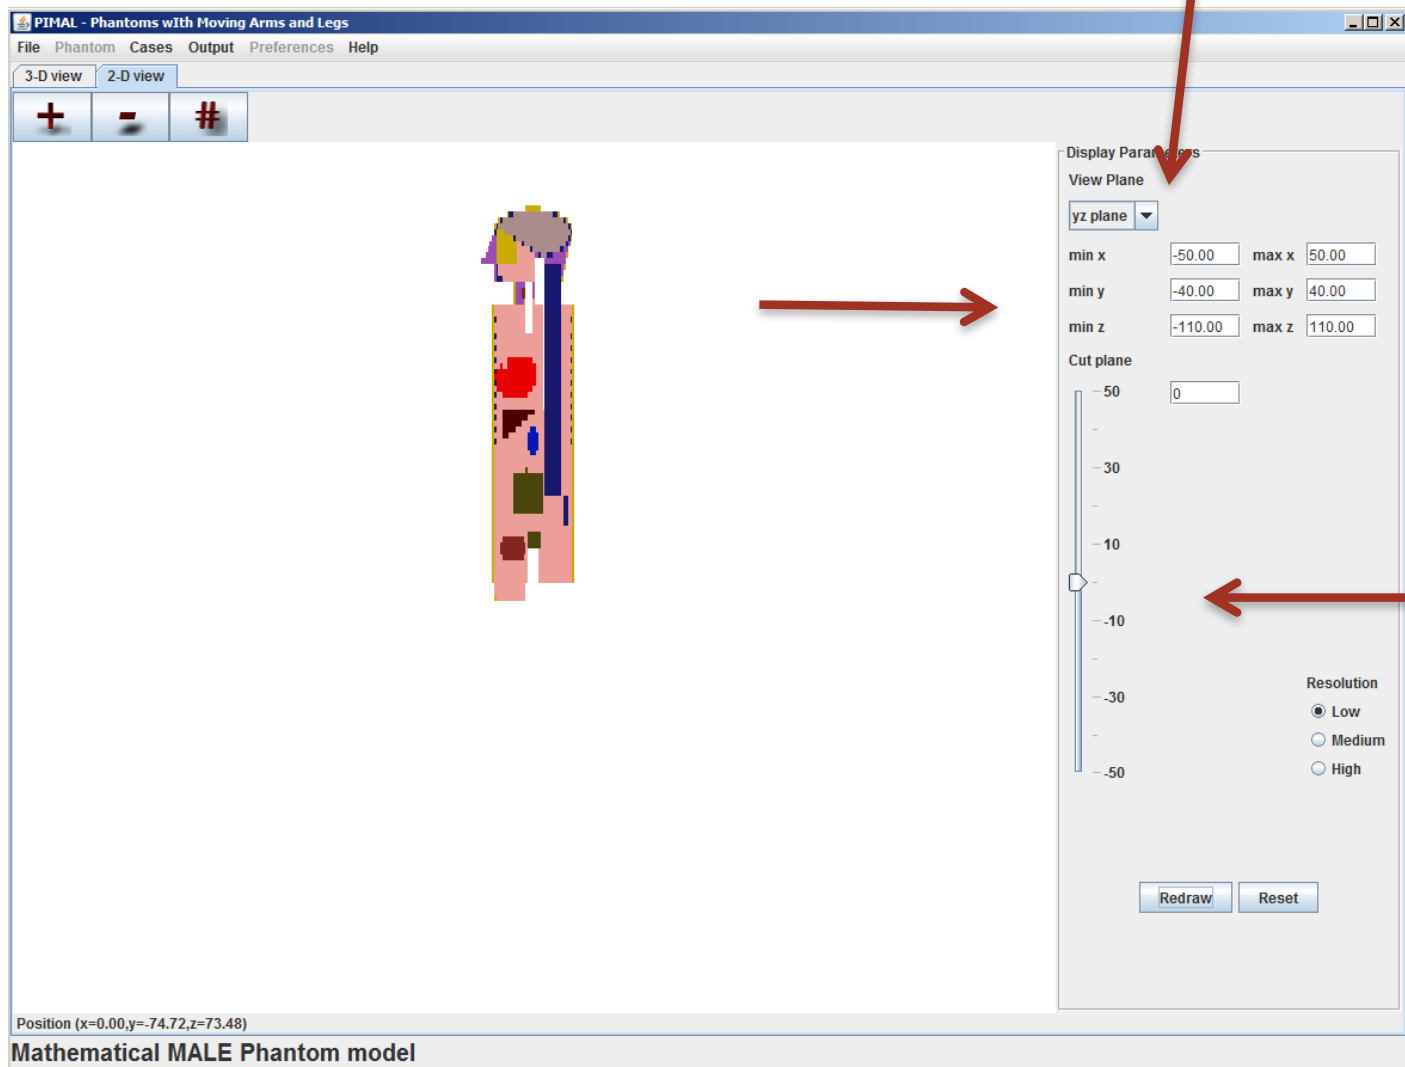 PIMAL - Phantoms wIth Moving Arms and Legs
File Phantom Cases Output Preferences Help
3-D view 2-D view
+ - #
Display Parameters
View Plane
yz plane
min x -50.00 max x 50.00
min y -40.00 max y 40.00
min z -110.00 max z 110.00
Cut plane
50 0
30
10
-10
-30
-50
Resolution
Low
Medium
High
Redraw Reset
Position (x=0.00,y=-74.72,z=73.48)
Mathematical MALE Phantom model